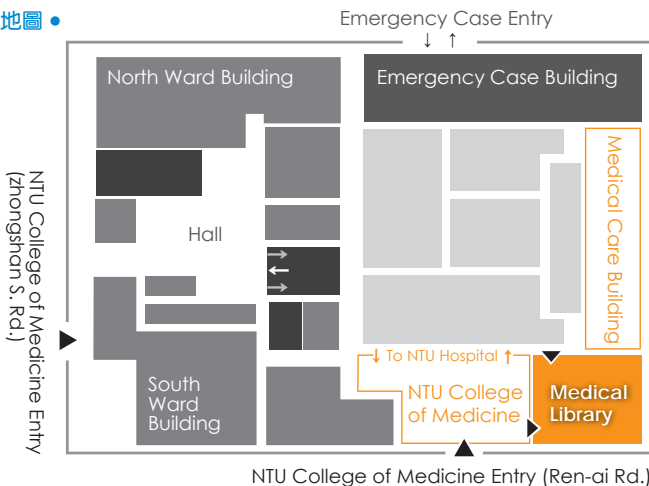 地圖 ●
Emergency Case Entry
↓ ↑
North Ward Building
Emergency Case Building
Medical Care Building
NTU College of Medicine Entry
(zhongshan S. Rd.)
Hall
→
←
→
↓ To NTU Hospital ↑
NTU College
of Medicine
Medical
Library
South
Ward
Building
NTU College of Medicine Entry (Ren-ai Rd.)